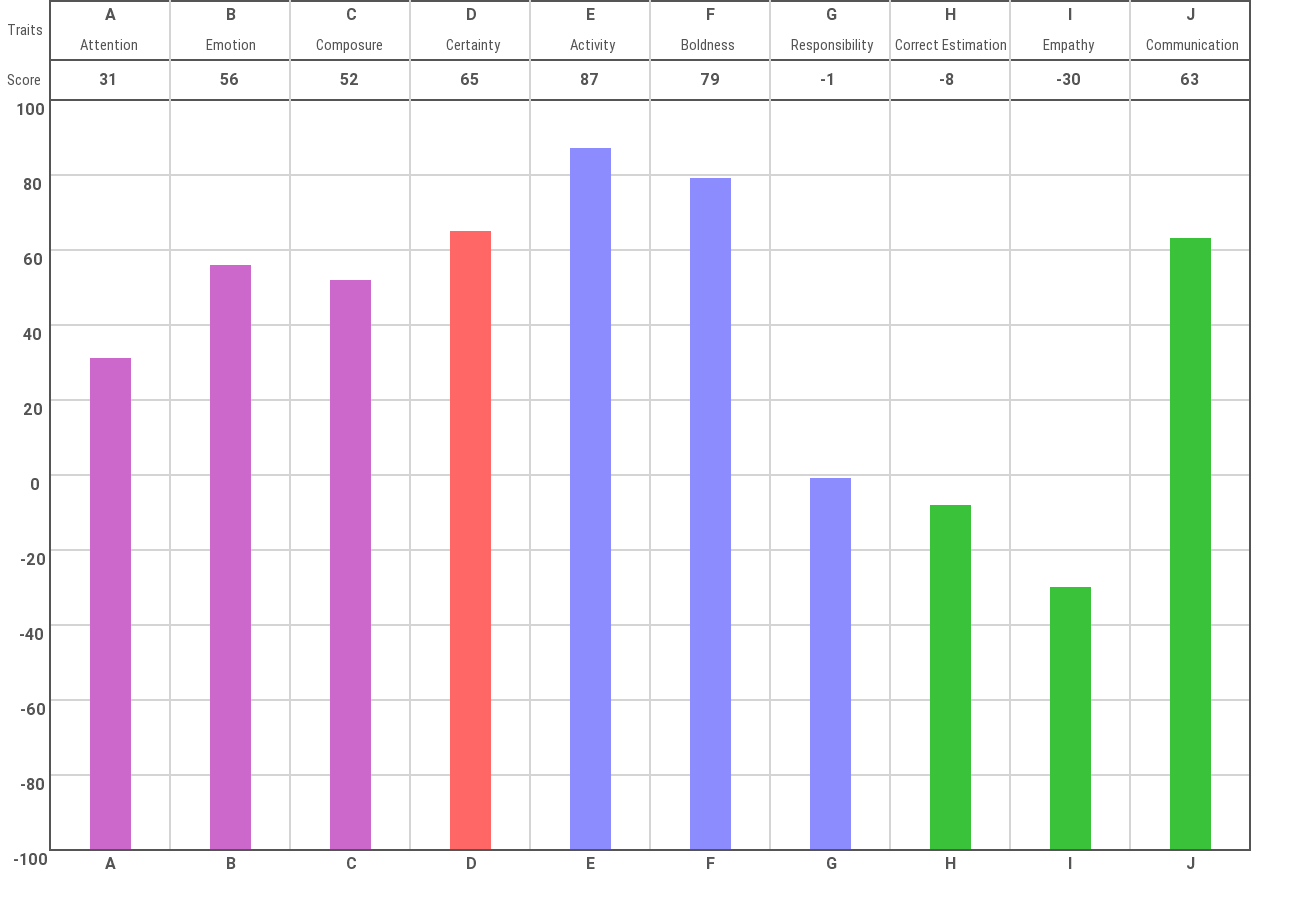 A B C D E F G H I J
Traits
Attention Emotion Composure Certainty Activity Boldness Responsibility Correct Estimation Empathy Communication
Score 31 56 52 65 87 79 -1 -8 -30 63
100
80
60
40
20
0
-20
-40
-60
-80
-100
A B C D E F G H I J